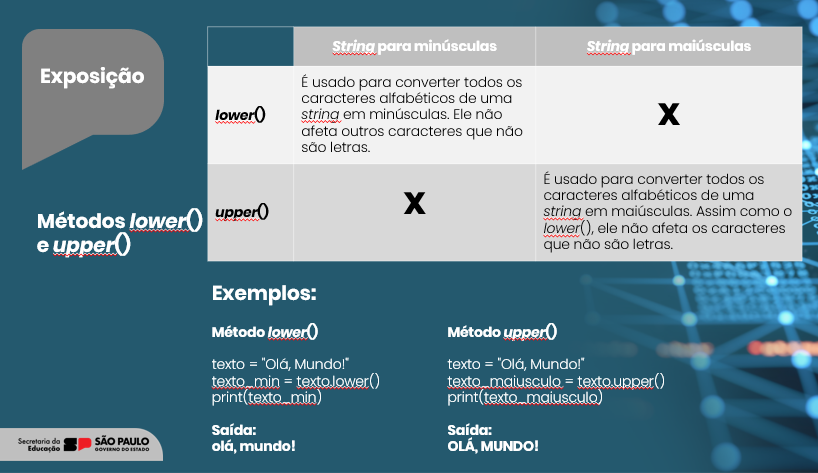 Exposição
Métodos lower()
e upper()
String para minúsculas
String para maiúsculas
lower()
É usado para converter todos os
caracteres alfabéticos de uma
string em minúsculas. Ele não
afeta outros caracteres que não
são letras.
X
upper()
X
É usado para converter todos os
caracteres alfabéticos de uma
string em maiúsculas. Assim como o
lower(), ele não afeta os caracteres
que não são letras.
Exemplos:
Método lower()
texto = "Olá, Mundo!"
texto_min = texto.lower()
print(texto_min)
Saída:
olá, mundo!
Método upper()
texto = "Olá, Mundo!"
texto_maiusculo = texto.upper()
print(texto_maiusculo)
Saída:
OLÁ, MUNDO!
Secretaria da
Educação
SP
SÃO PAULO
GOVERNO DO ESTADO